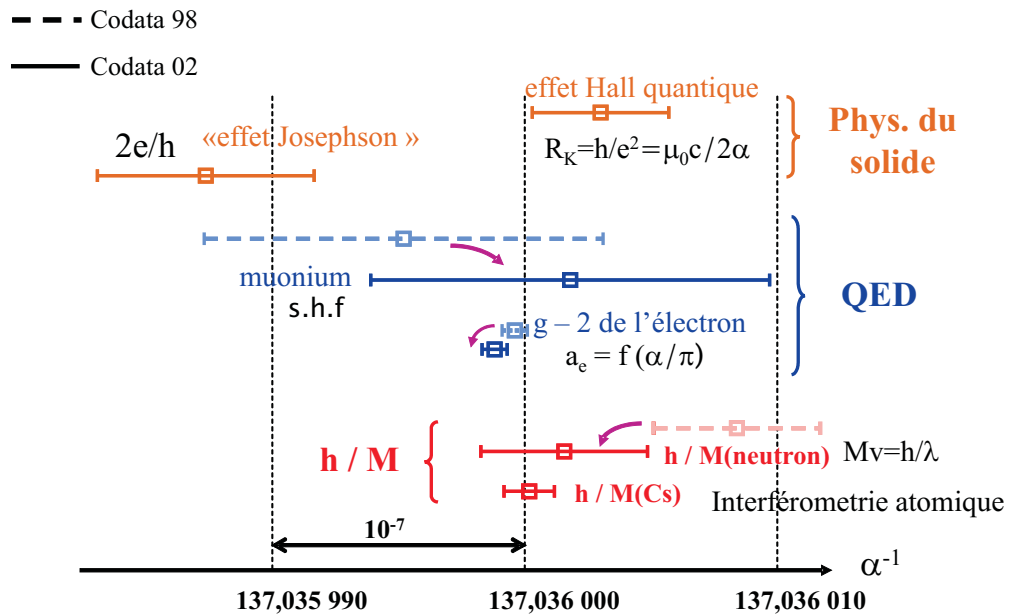 Codata 98
Codata 02
effet Hall quantique
«effet Josephson »
2e/h
R_K=h/e²=μ₀c/2α
Phys. du
solide
muonium
s.h.f
QED
g – 2 de l’électron
a_e = f (α/π)
h / M
h / M(neutron)
Mv=h/λ
h / M(Cs)
Interférometrie atomique
10⁻⁷
α⁻¹
137,035 990
137,036 000
137,036 010